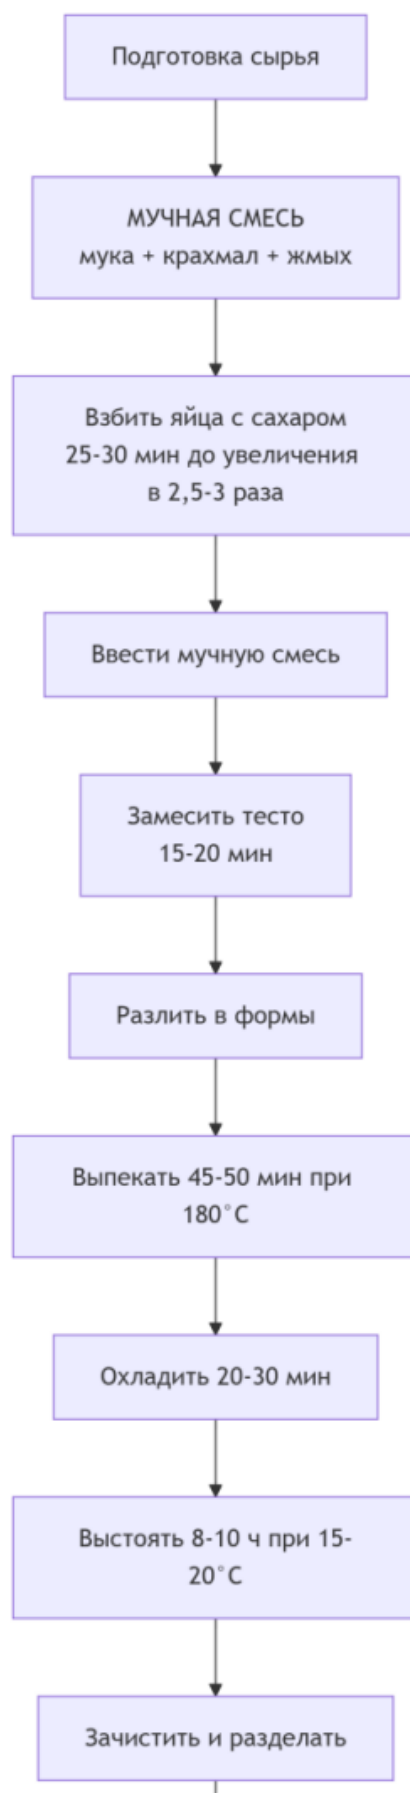 Подготовка сырья
МУЧНАЯ СМЕСЬ
мука + крахмал + жмых
Взбить яйца с сахаром
25-30 мин до увеличения
в 2,5-3 раза
Ввести мучную смесь
Замесить тесто
15-20 мин
Разлить в формы
Выпекать 45-50 мин при
180°C
Охладить 20-30 мин
Выстоять 8-10 ч при 15-
20°C
Зачистить и разделать